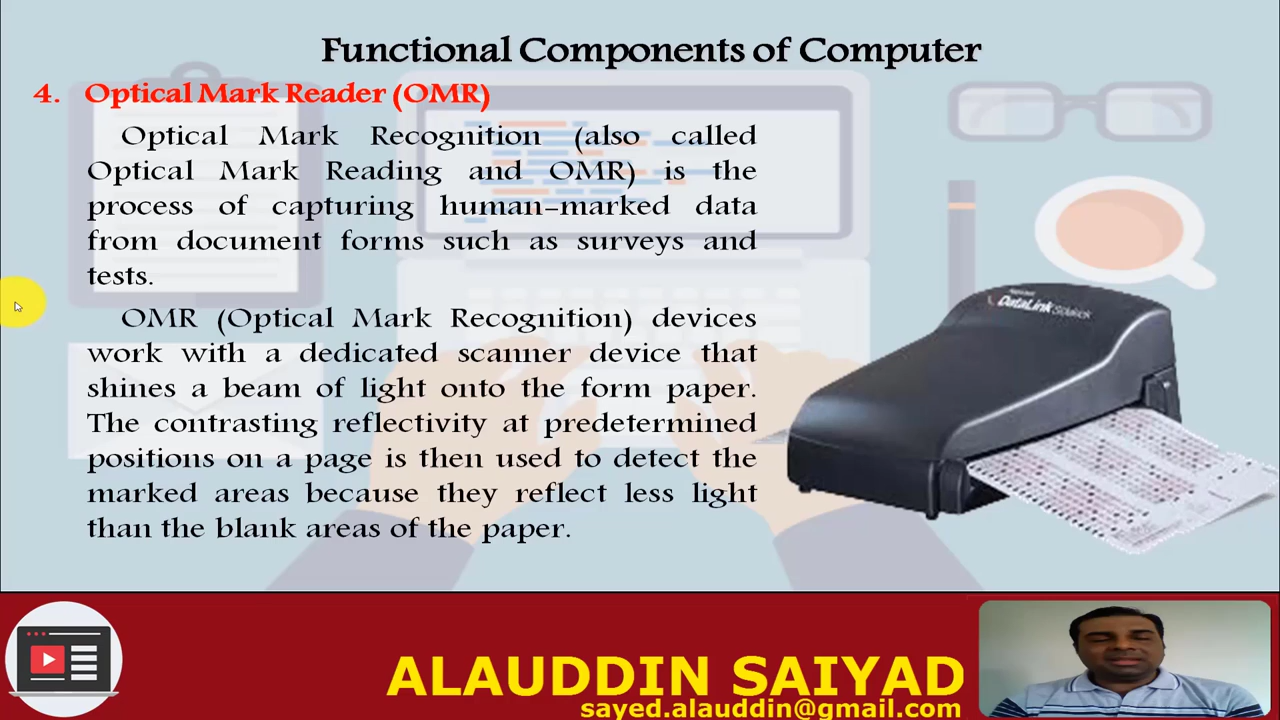 Functional Components of Computer
4. Optical Mark Reader (OMR)
Optical Mark Recognition (also called
Optical Mark Reading and OMR) is the
process of capturing human-marked data
from document forms such as surveys and
tests.
OMR (Optical Mark Recognition) devices
work with a dedicated scanner device that
shines a beam of light onto the form paper.
The contrasting reflectivity at predetermined
positions on a page is then used to detect the
marked areas because they reflect less light
than the blank areas of the paper.
DataLink
ALAUDDIN SAIYAD
sayed.alauddin@gmail.com